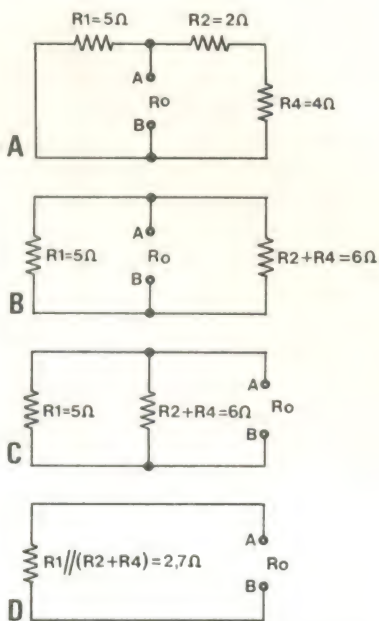 R1=5Ω R2=2Ω
A
Ro
R4=4Ω
B
A
A
R1=5Ω Ro R2+R4=6Ω
B
B
A
R1=5Ω R2+R4=6Ω Ro
B
C
A
R1//(R2+R4)=2,7Ω Ro
B
D